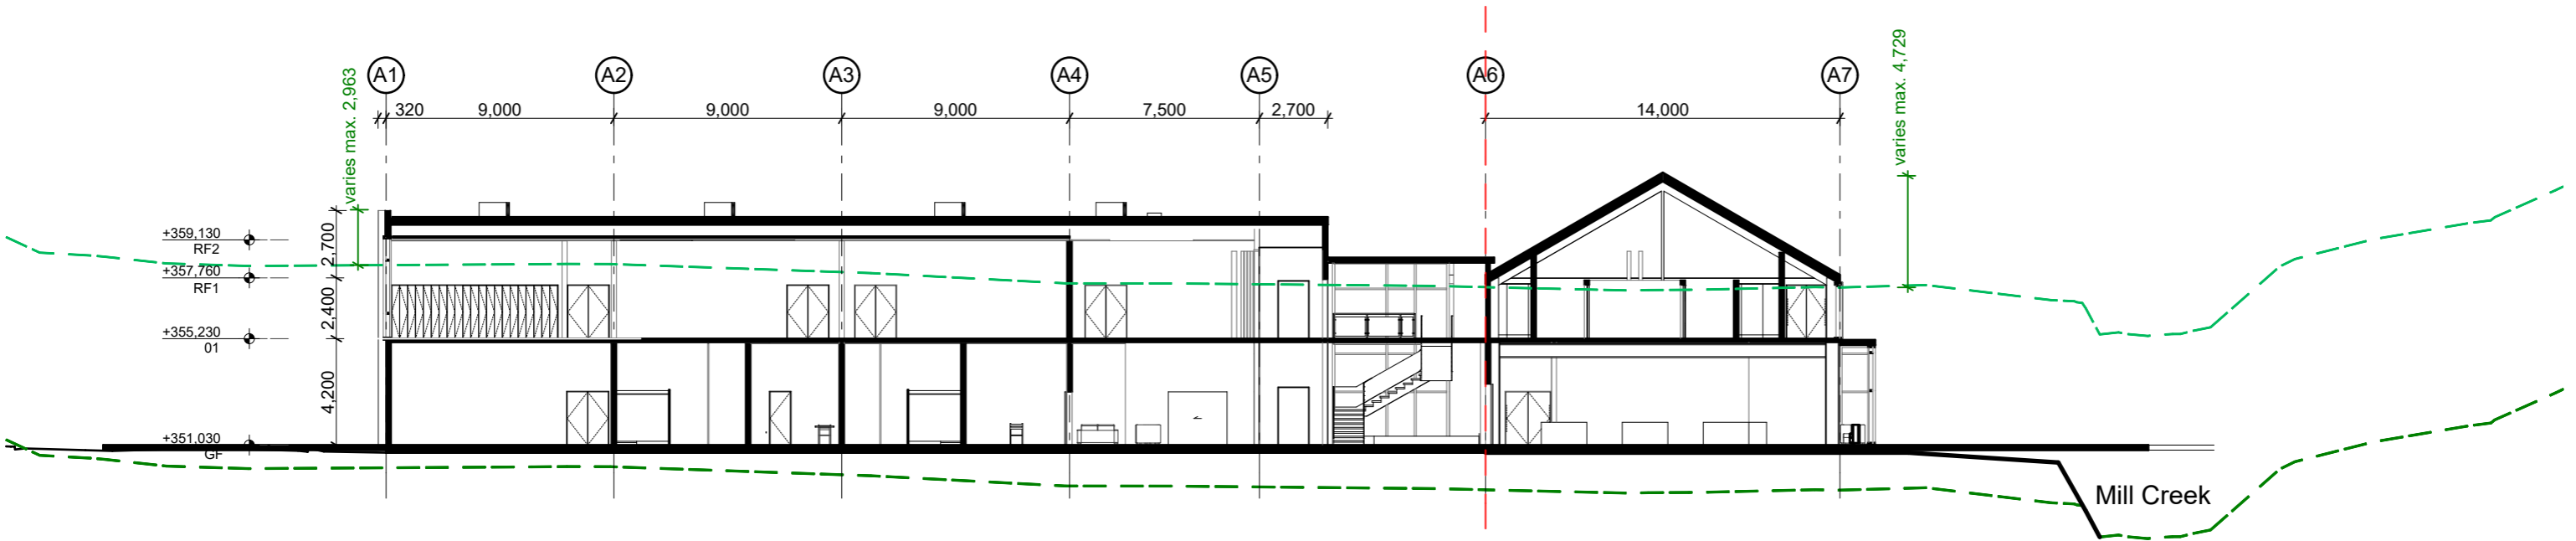 A1
A2
A3
A4
A5
A6
A7
varies max. 2,963
varies max. 4,729
320
9,000
9,000
9,000
7,500
2,700
14,000
+359,130
RF2
2,700
+357,760
RF1
2,400
+355,230
01
4,200
+351,030
GF
Mill Creek